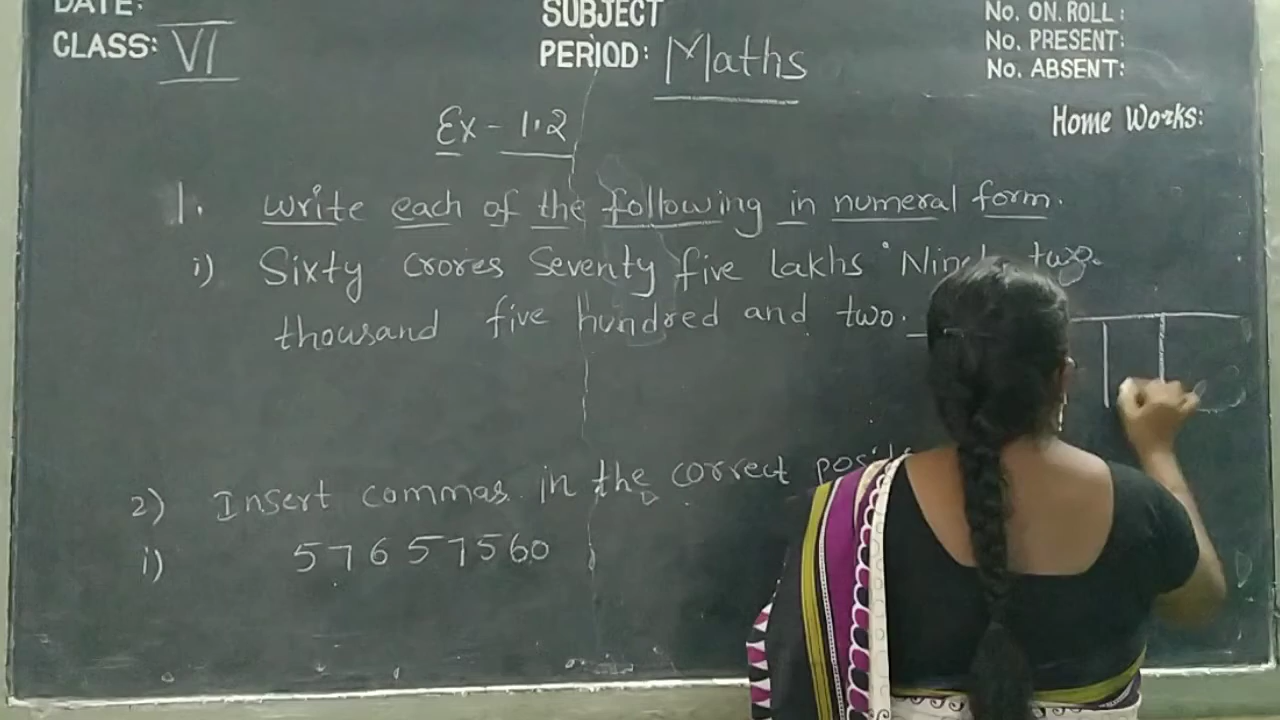 DATE:
CLASS: VI
SUBJECT
PERIOD: Maths
No. ON. ROLL :
No. PRESENT:
No. ABSENT:
Home Works:
Ex - 1.2
1. write each of the following in numeral form.
i) Sixty crores Seventy five lakhs two
thousand five hundred and two.
2) Insert commas in the correct
i) 57657560